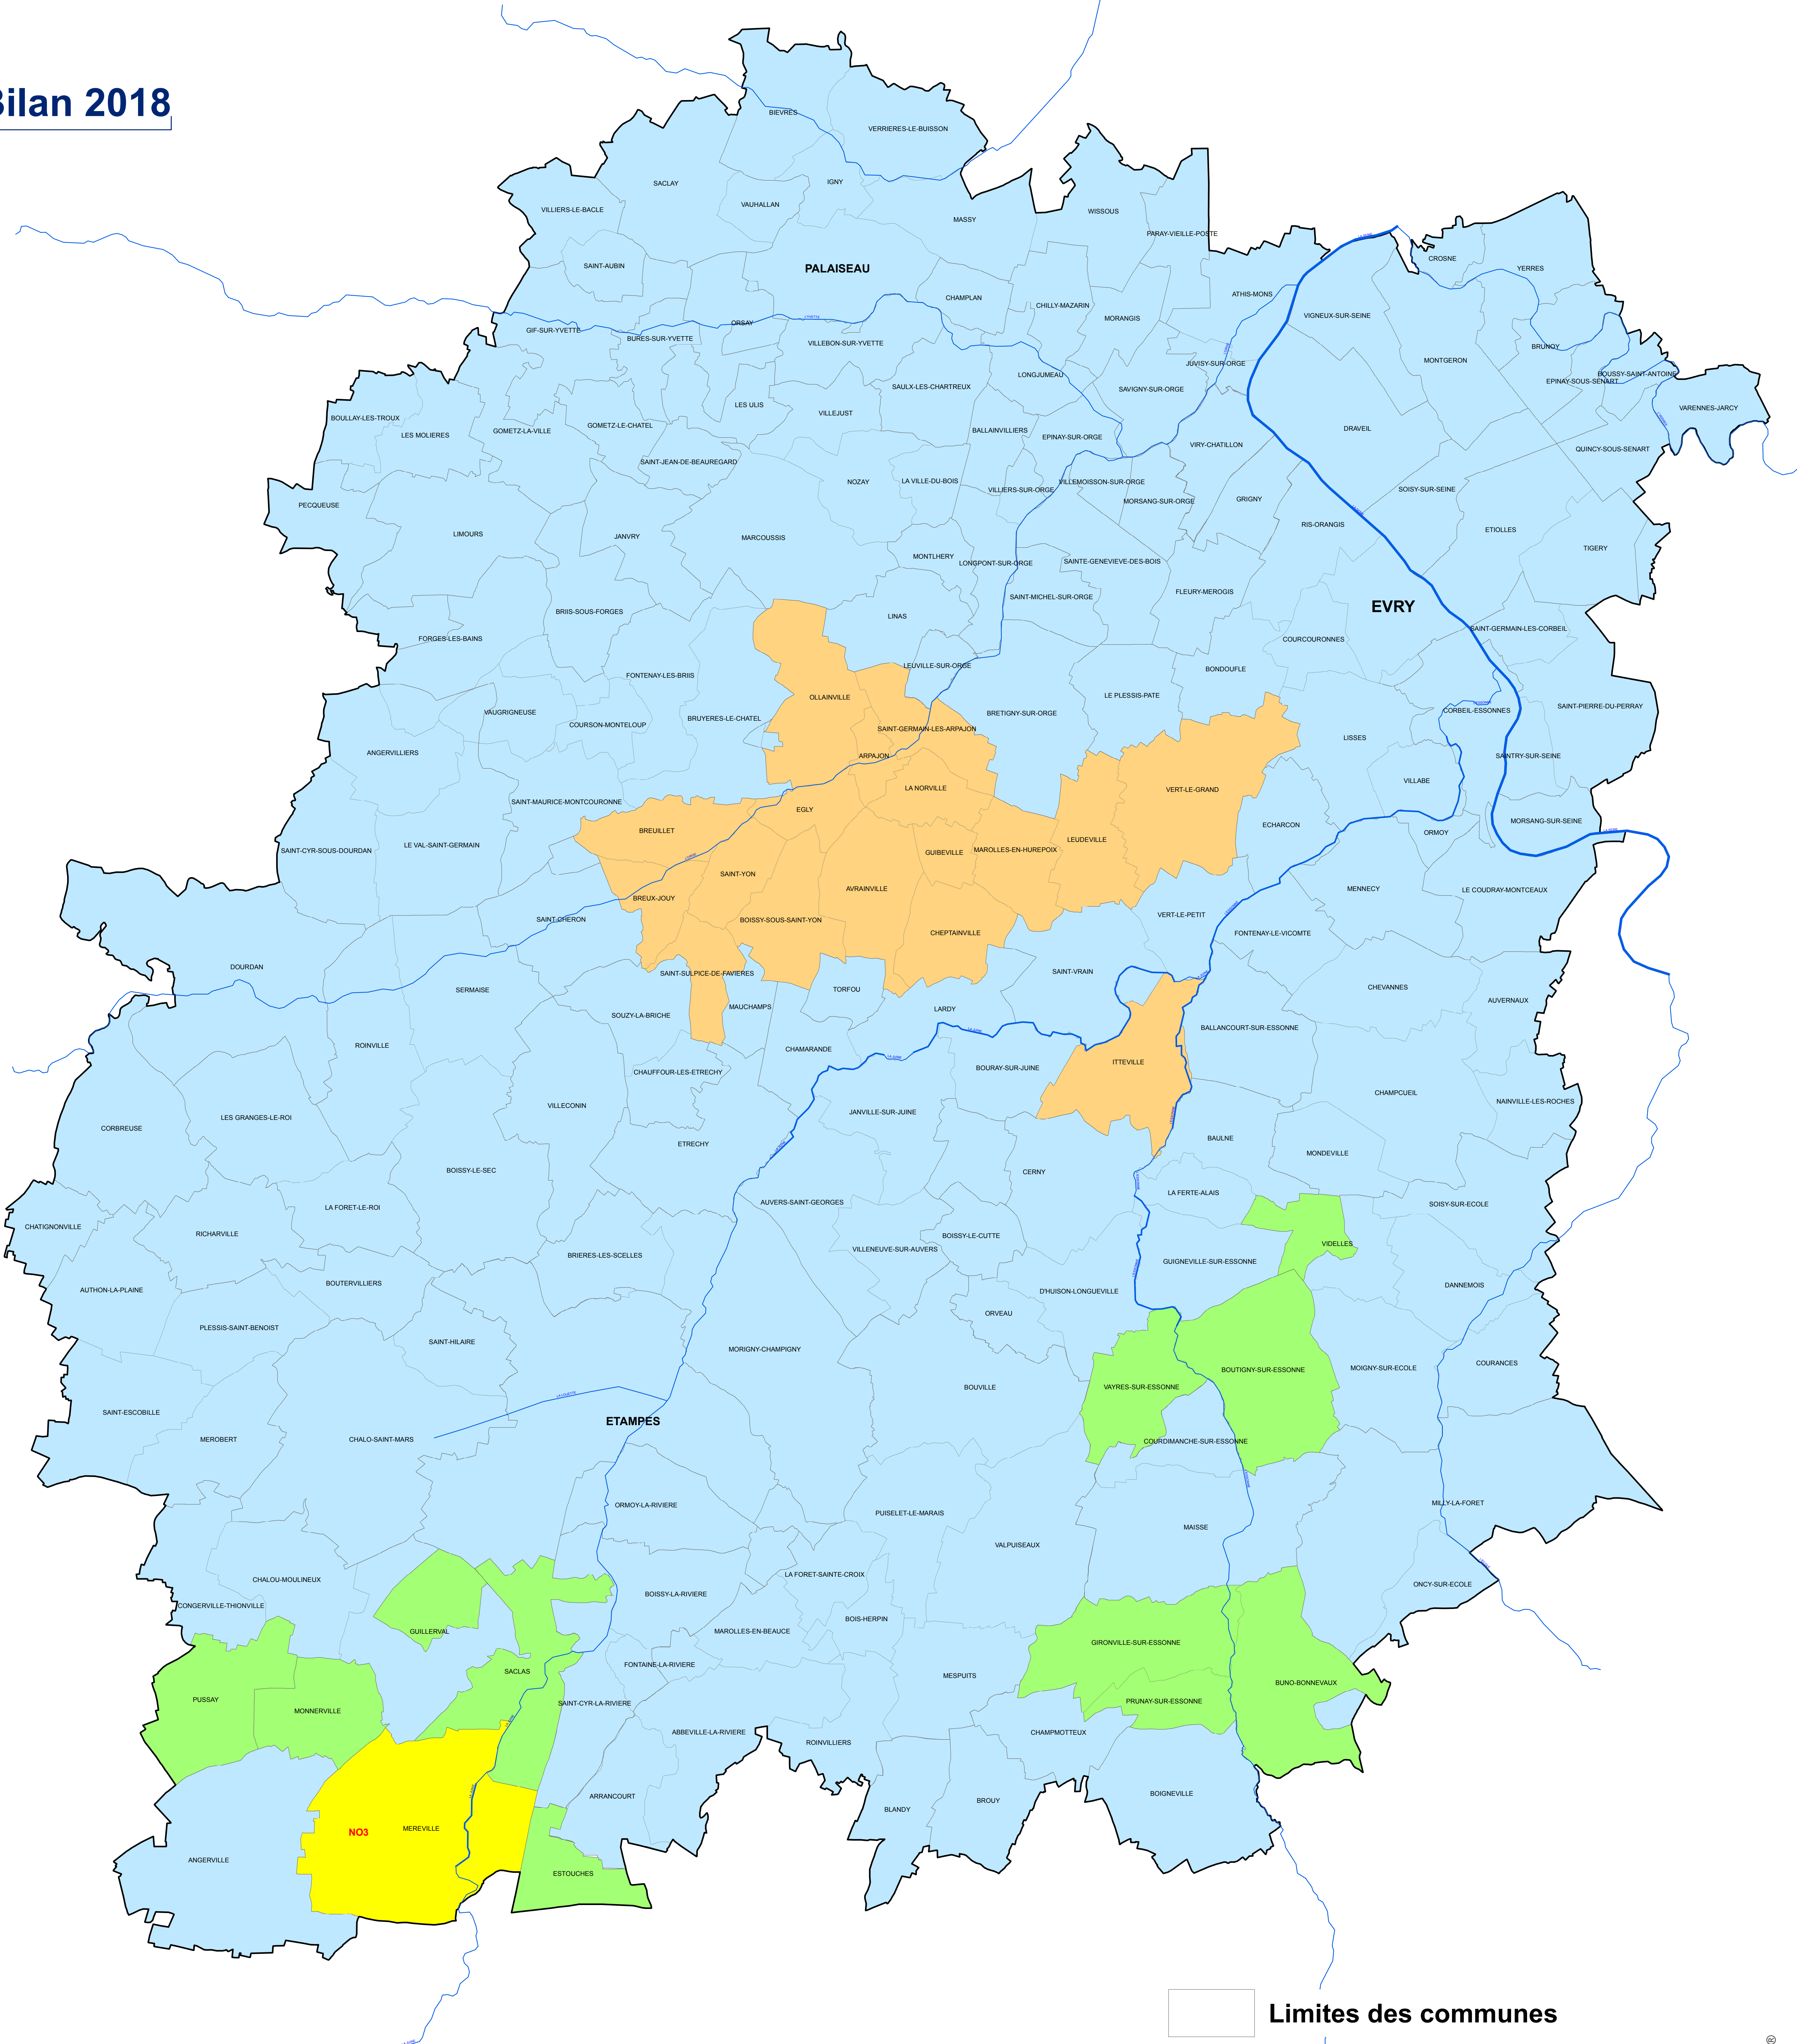 Bilan 2018
BIEVRES
VERRIERES-LE-BUISSON
SACLAY
IGNY
VAUHALLAN
VILLIERS-LE-BACLE
MASSY
WISSOUS
PARAY-VIEILLE-POSTE
SAINT-AUBIN
PALAISEAU
CROSNE
YERRES
CHAMPLAN
CHILLY-MAZARIN
ATHIS-MONS
MORANGIS
VIGNEUX-SUR-SEINE
GIF-SUR-YVETTE
BURES-SUR-YVETTE
ORSAY
VILLEBON-SUR-YVETTE
BRUNOY
MONTGERON
JUVISY-SUR-ORGE
LONGJUMEAU
SAVIGNY-SUR-ORGE
BOUSSY-SAINT-ANTOINE
EPINAY-SOUS-SENART
SAULX-LES-CHARTREUX
LES ULIS
VILLEJUST
VARENNES-JARCY
BOULLAY-LES-TROUX
LES MOLIERES
GOMETZ-LA-VILLE
GOMETZ-LE-CHATEL
BALLAINVILLIERS
EPINAY-SUR-ORGE
VIRY-CHATILLON
DRAVEIL
QUINCY-SOUS-SENART
SAINT-JEAN-DE-BEAUREGARD
NOZAY
LA VILLE-DU-BOIS
VILLIERS-SUR-ORGE
VILLEMOISSON-SUR-ORGE
MORSANG-SUR-ORGE
GRIGNY
SOISY-SUR-SEINE
PECQUEUSE
LIMOURS
JANVRY
MARCOUSSIS
RIS-ORANGIS
ETIOLLES
TIGERY
MONTLHERY
LONGPONT-SUR-ORGE
SAINTE-GENEVIEVE-DES-BOIS
FLEURY-MEROGIS
SAINT-MICHEL-SUR-ORGE
EVRY
BRIIS-SOUS-FORGES
LINAS
FORGES-LES-BAINS
COURCOURONNES
SAINT-GERMAIN-LES-CORBEIL
LEUVILLE-SUR-ORGE
BONDOUFLE
FONTENAY-LES-BRIIS
OLLAINVILLE
LE PLESSIS-PATE
VAUGRIGNEUSE
COURSON-MONTELOUP
BRUYERES-LE-CHATEL
SAINT-GERMAIN-LES-ARPAJON
BRETIGNY-SUR-ORGE
CORBEIL-ESSONNES
SAINT-PIERRE-DU-PERRAY
ANGERVILLIERS
ARPAJON
LISSES
SAINTRY-SUR-SEINE
SAINT-MAURICE-MONTCOURONNE
LA NORVILLE
VERT-LE-GRAND
VILLABE
EGLY
BREUILLET
ECHARCON
ORMOY
MORSANG-SUR-SEINE
SAINT-CYR-SOUS-DOURDAN
LE VAL-SAINT-GERMAIN
GUIBEVILLE
MAROLLES-EN-HUREPOIX
LEUDEVILLE
SAINT-YON
AVRAINVILLE
MENNECY
LE COUDRAY-MONTCEAUX
BREUX-JOUY
SAINT-CHERON
BOISSY-SOUS-SAINT-YON
CHEPTAINVILLE
VERT-LE-PETIT
FONTENAY-LE-VICOMTE
DOURDAN
SERMAISE
SAINT-SULPICE-DE-FAVIERES
TORFOU
SAINT-VRAIN
CHEVANNES
AUVERNAUX
SOUZY-LA-BRICHE
MAUCHAMPS
LARDY
BALLANCOURT-SUR-ESSONNE
ROINVILLE
CHAMARANDE
BOURAY-SUR-JUINE
ITTEVILLE
CHAUFFOUR-LES-ETRECHY
LES GRANGES-LE-ROI
VILLECONIN
JANVILLE-SUR-JUINE
CHAMPCUEIL
NAINVILLE-LES-ROCHES
CORBREUSE
ETRECHY
BAULNE
MONDEVILLE
BOISSY-LE-SEC
CERNY
AUVERS-SAINT-GEORGES
LA FERTE-ALAIS
SOISY-SUR-ECOLE
LA FORET-LE-ROI
CHATIGNONVILLE
RICHARVILLE
BRIERES-LES-SCELLES
VILLENEUVE-SUR-AUVERS
BOISSY-LE-CUTTE
VIDELLES
GUIGNEVILLE-SUR-ESSONNE
AUTHON-LA-PLAINE
BOUTERVILLIERS
D'HUISON-LONGUEVILLE
DANNEMOIS
ORVEAU
PLESSIS-SAINT-BENOIST
SAINT-HILAIRE
MORIGNY-CHAMPIGNY
BOUTIGNY-SUR-ESSONNE
MOIGNY-SUR-ECOLE
COURANCES
BOUVILLE
VAYRES-SUR-ESSONNE
SAINT-ESCOBILLE
MEROBERT
CHALO-SAINT-MARS
ETAMPES
COURDIMANCHE-SUR-ESSONNE
ORMOY-LA-RIVIERE
PUISELET-LE-MARAIS
MILLY-LA-FORET
MAISSE
VALPUISEAUX
CHALOU-MOULINEUX
LA FORET-SAINTE-CROIX
ONCY-SUR-ECOLE
BOISSY-LA-RIVIERE
CONGERVILLE-THIONVILLE
BOIS-HERPIN
GUILLERVAL
MAROLLES-EN-BEAUCE
GIRONVILLE-SUR-ESSONNE
FONTAINE-LA-RIVIERE
SACLAS
MESPUITS
BUNO-BONNEVAUX
PUSSAY
MONNERVILLE
SAINT-CYR-LA-RIVIERE
PRUNAY-SUR-ESSONNE
ABBEVILLE-LA-RIVIERE
CHAMPMOTTEUX
ROINVILLIERS
ARRANCOURT
BROUY
BOIGNEVILLE
BLANDY
NO3
MEREVILLE
ANGERVILLE
ESTOUCHES
Limites des communes